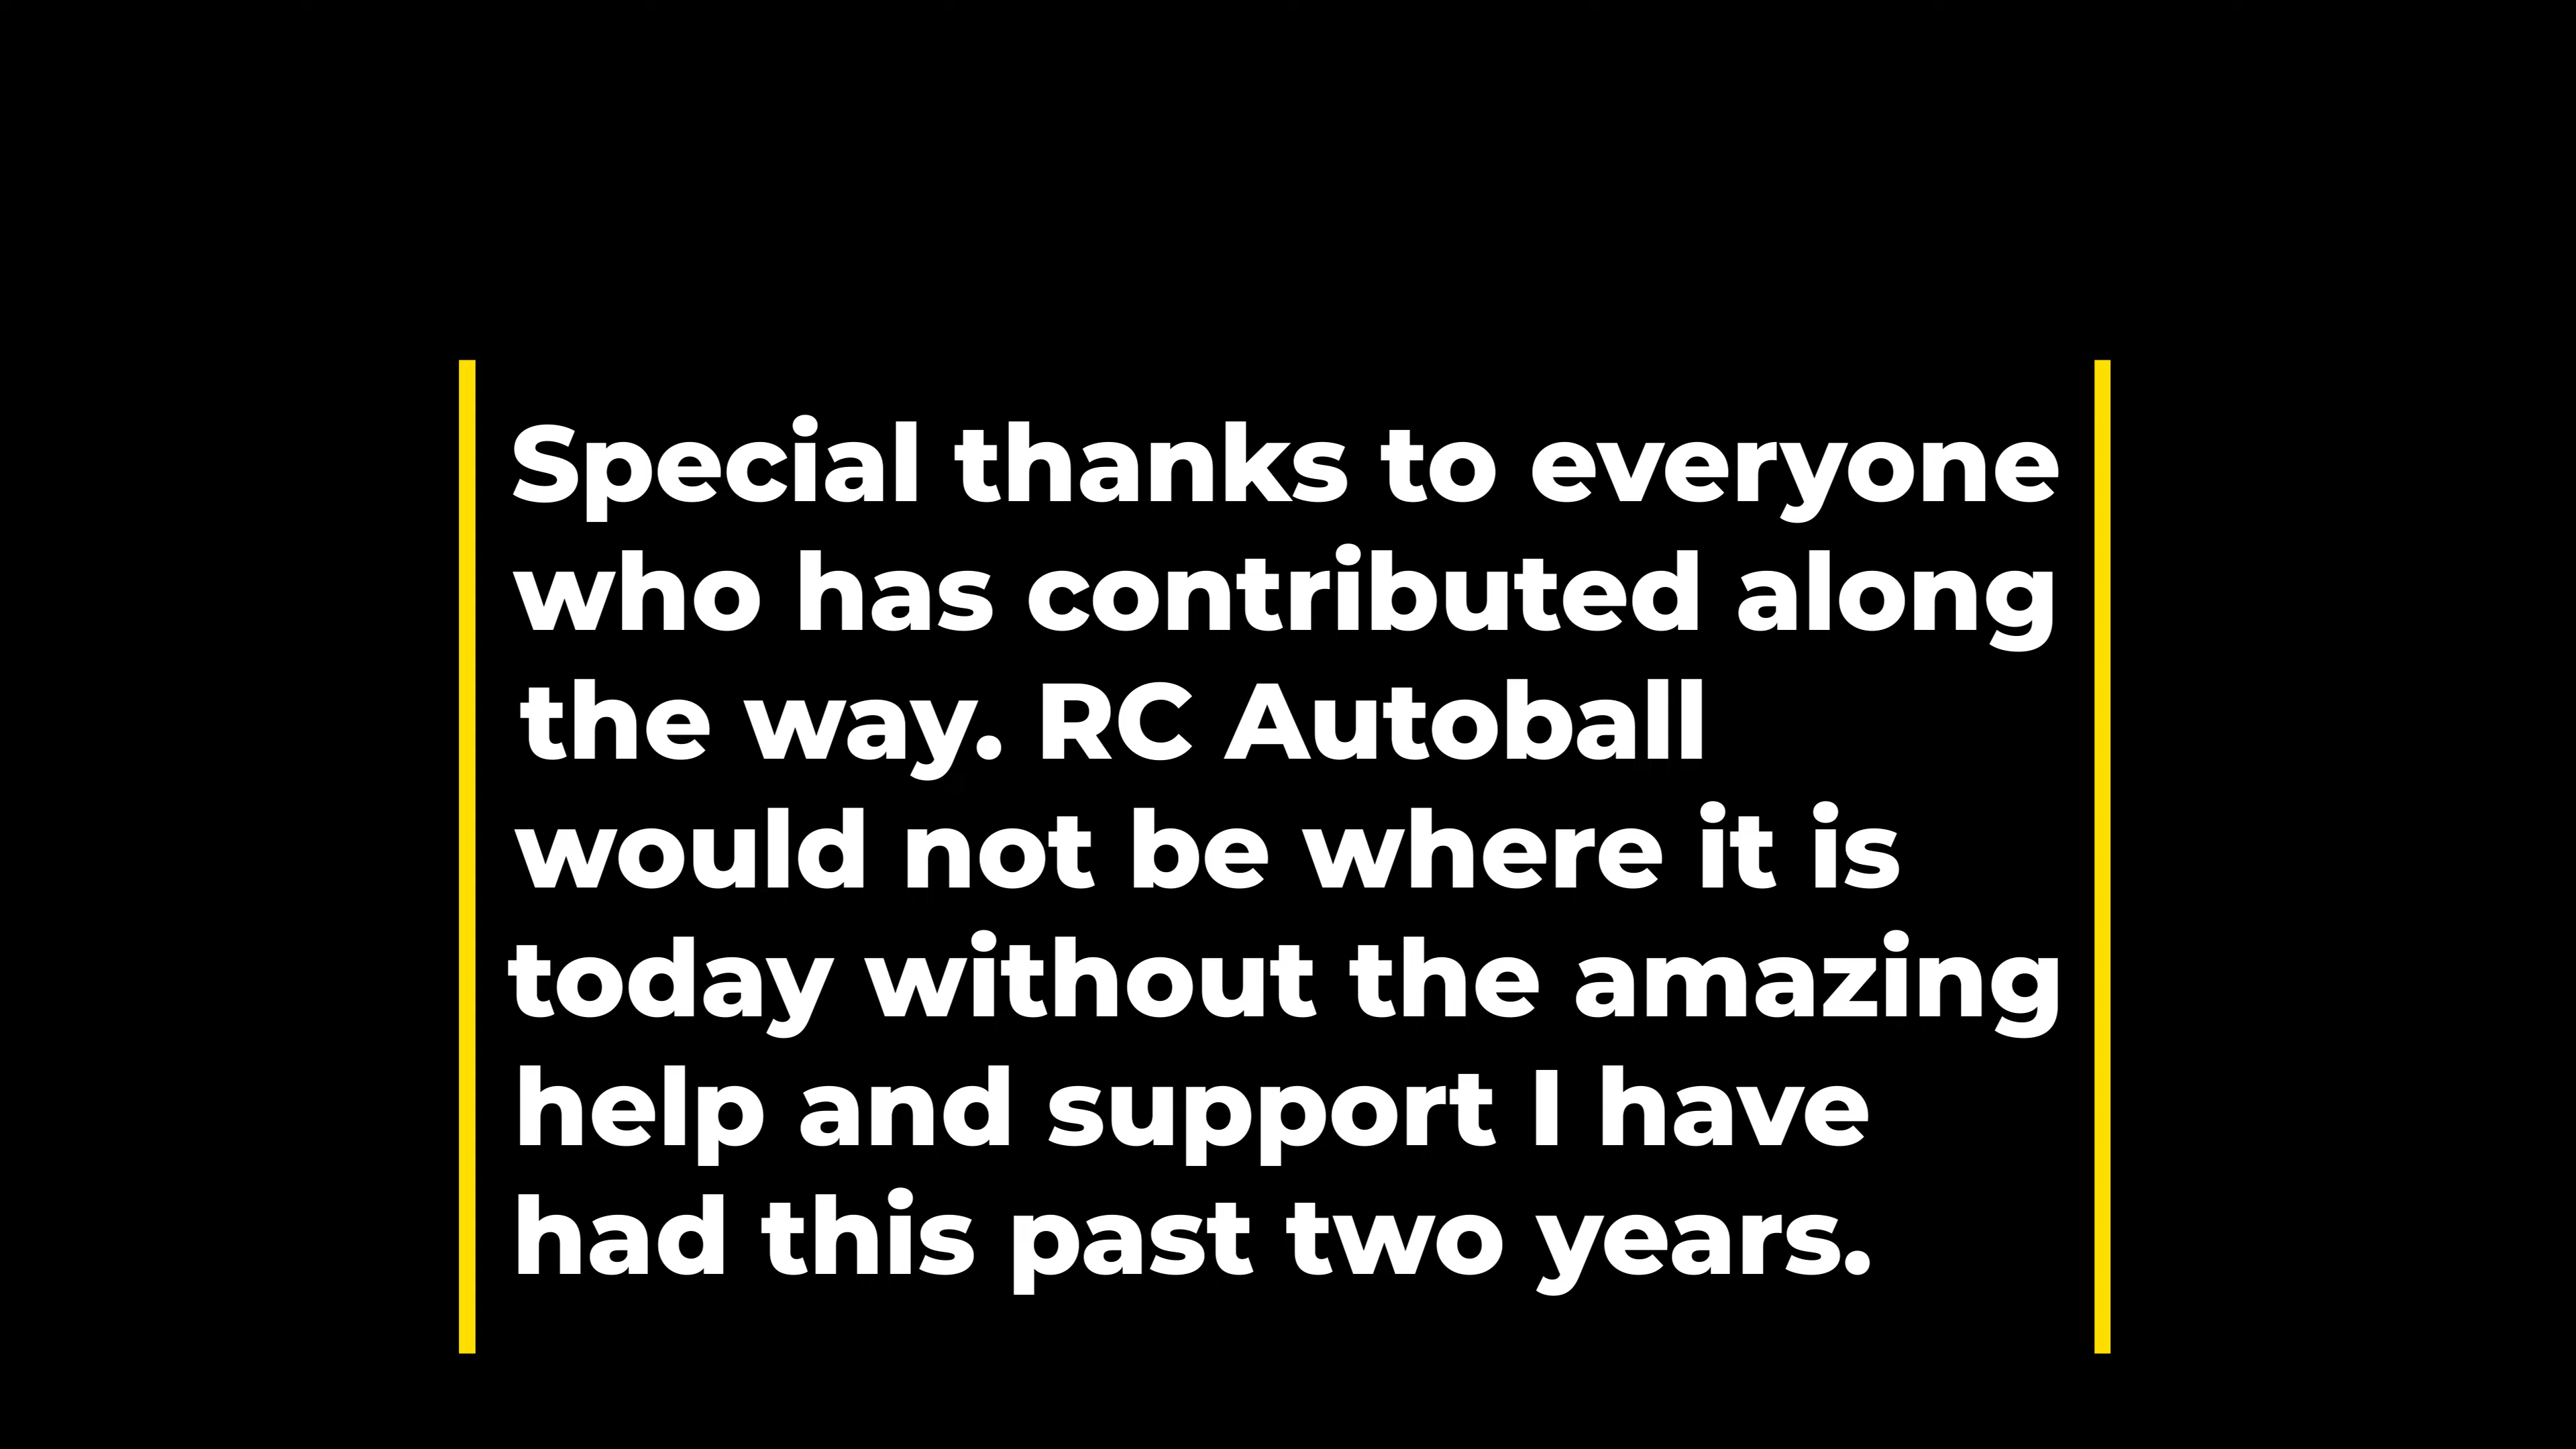 Special thanks to everyone
who has contributed along
the way. RC Autoball
would not be where it is
today without the amazing
help and support I have
had this past two years.